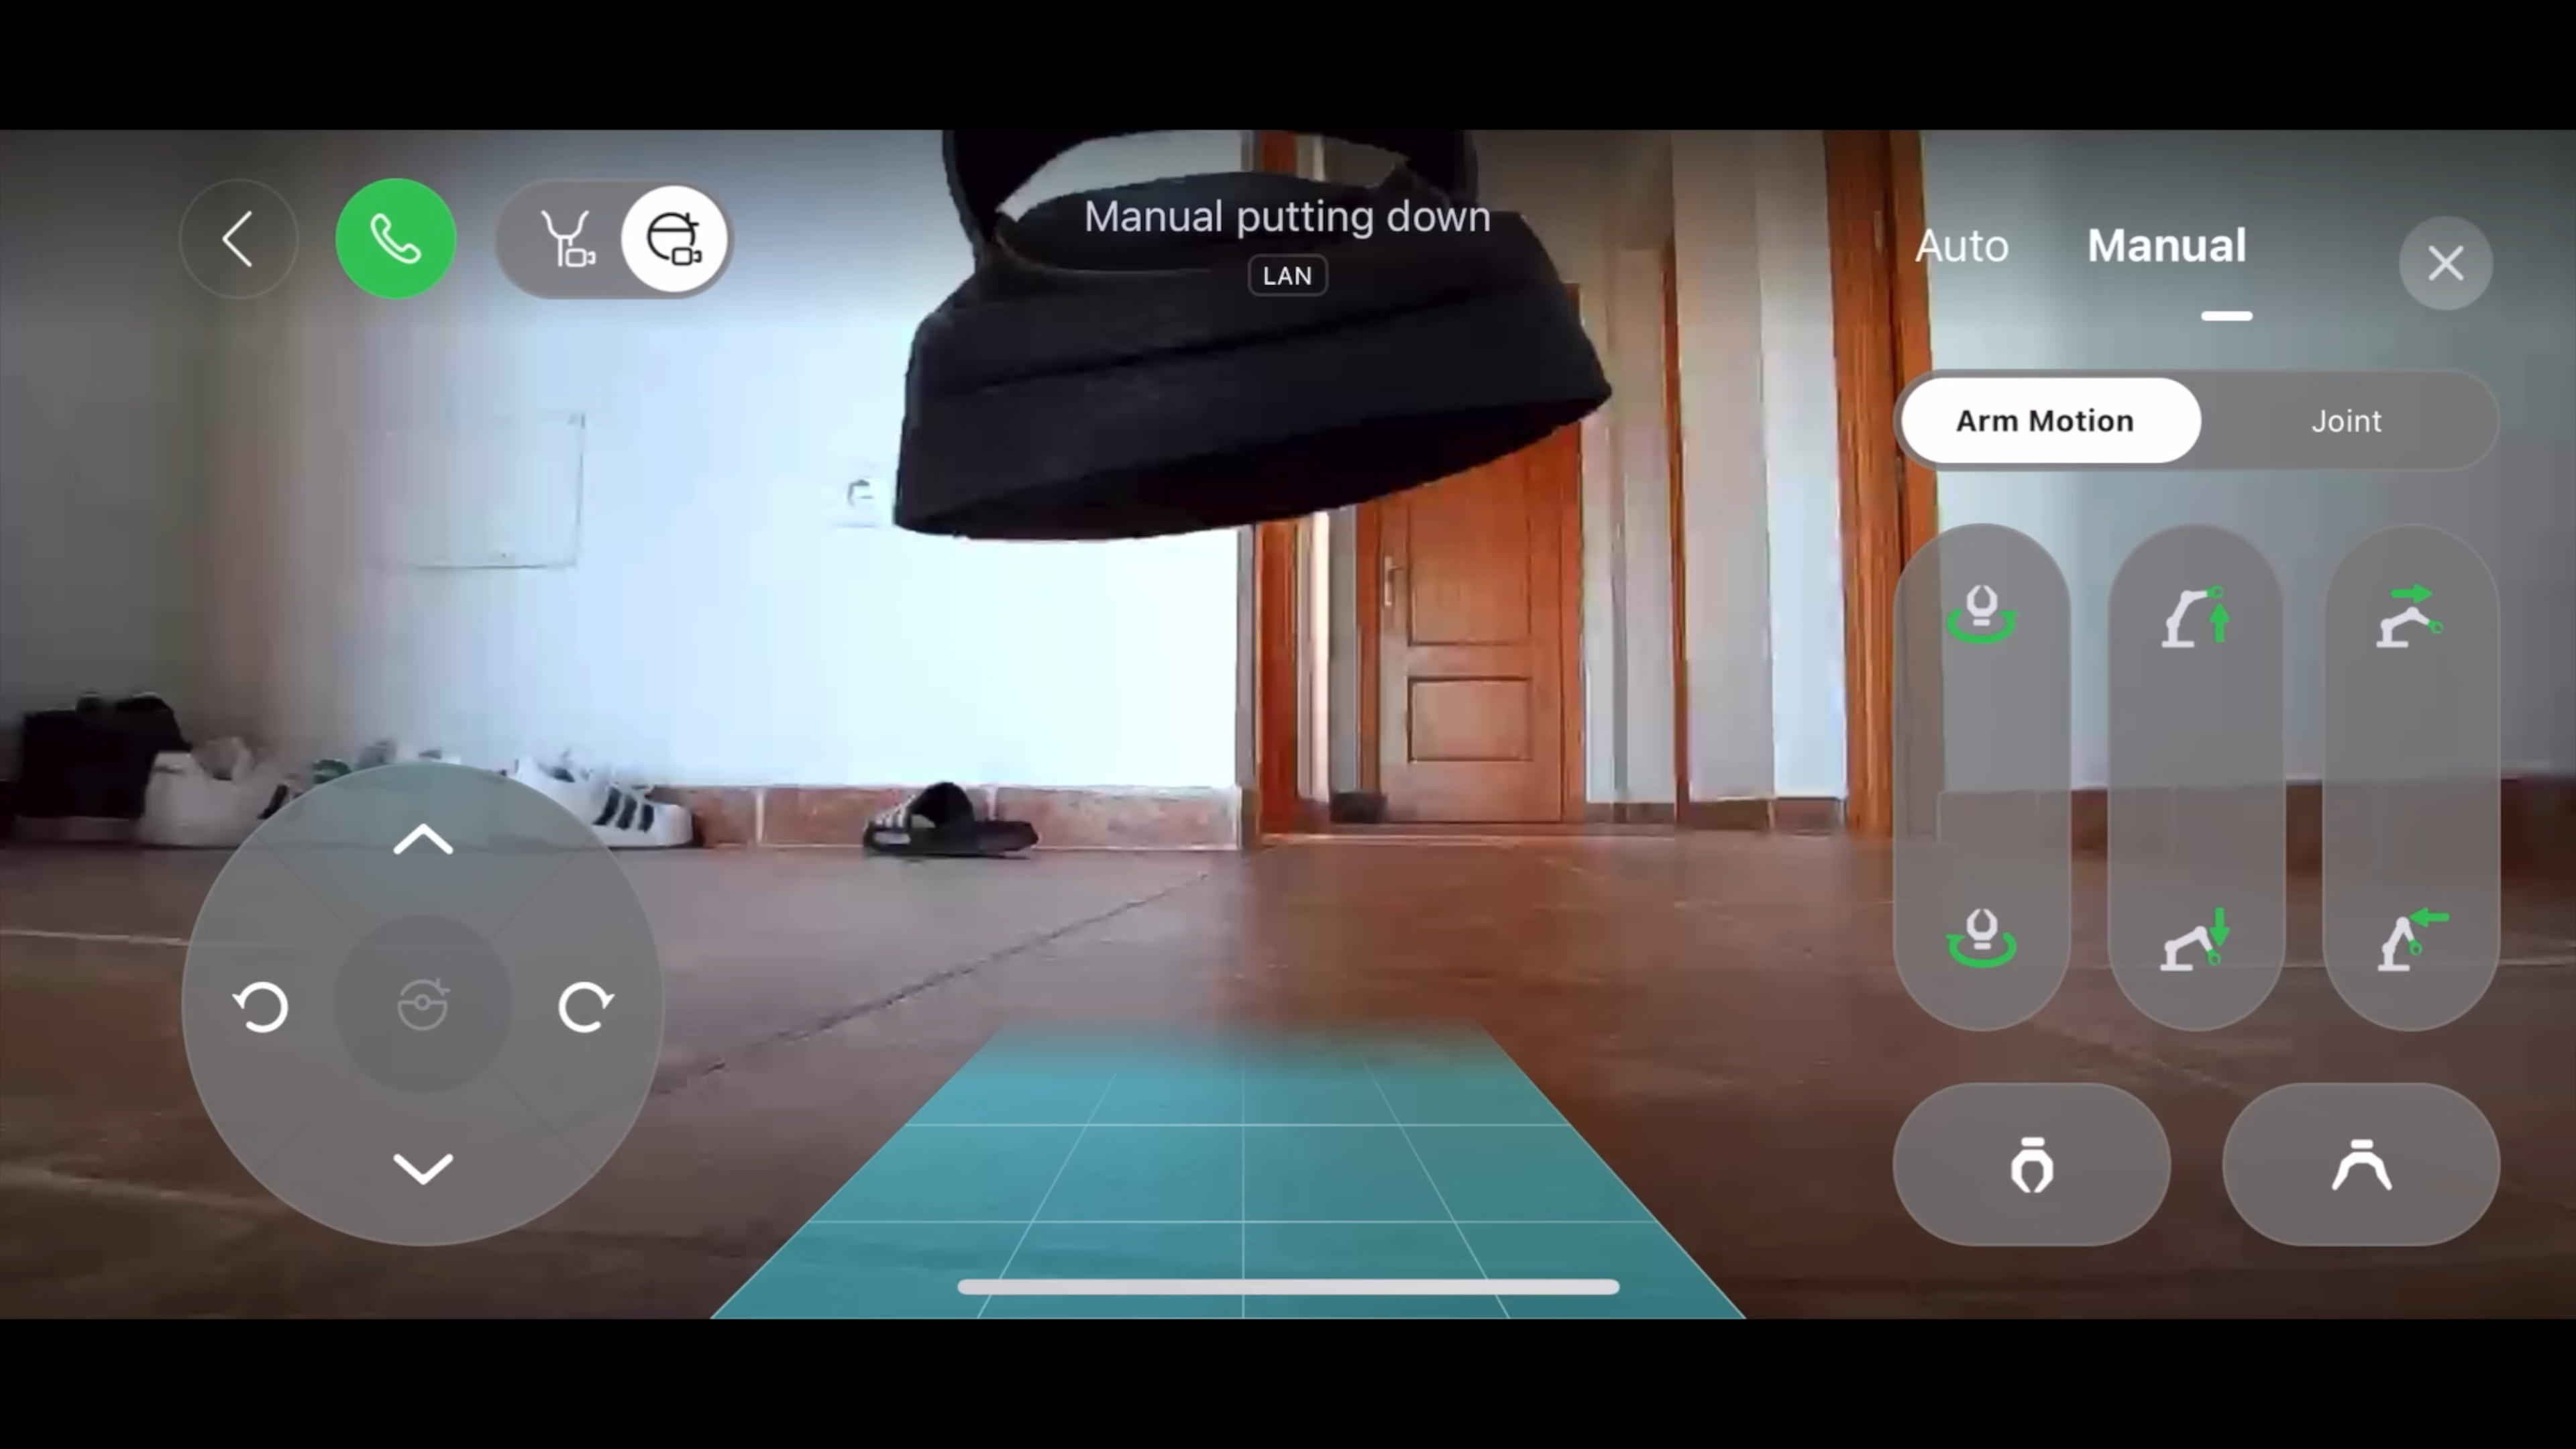 Manual putting down
LAN
Auto
Manual
Arm Motion
Joint